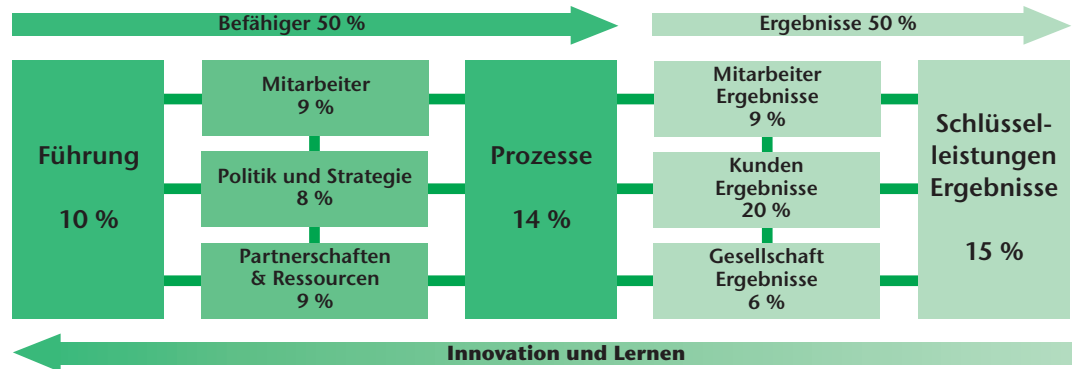 Befähiger 50 %
Ergebnisse 50 %
Führung
10 %
Mitarbeiter
9 %
Politik und Strategie
8 %
Partnerschaften
& Ressourcen
9 %
Prozesse
14 %
Mitarbeiter
Ergebnisse
9 %
Kunden
Ergebnisse
20 %
Gesellschaft
Ergebnisse
6 %
Schlüssel-
leistungen
Ergebnisse
15 %
Innovation und Lernen